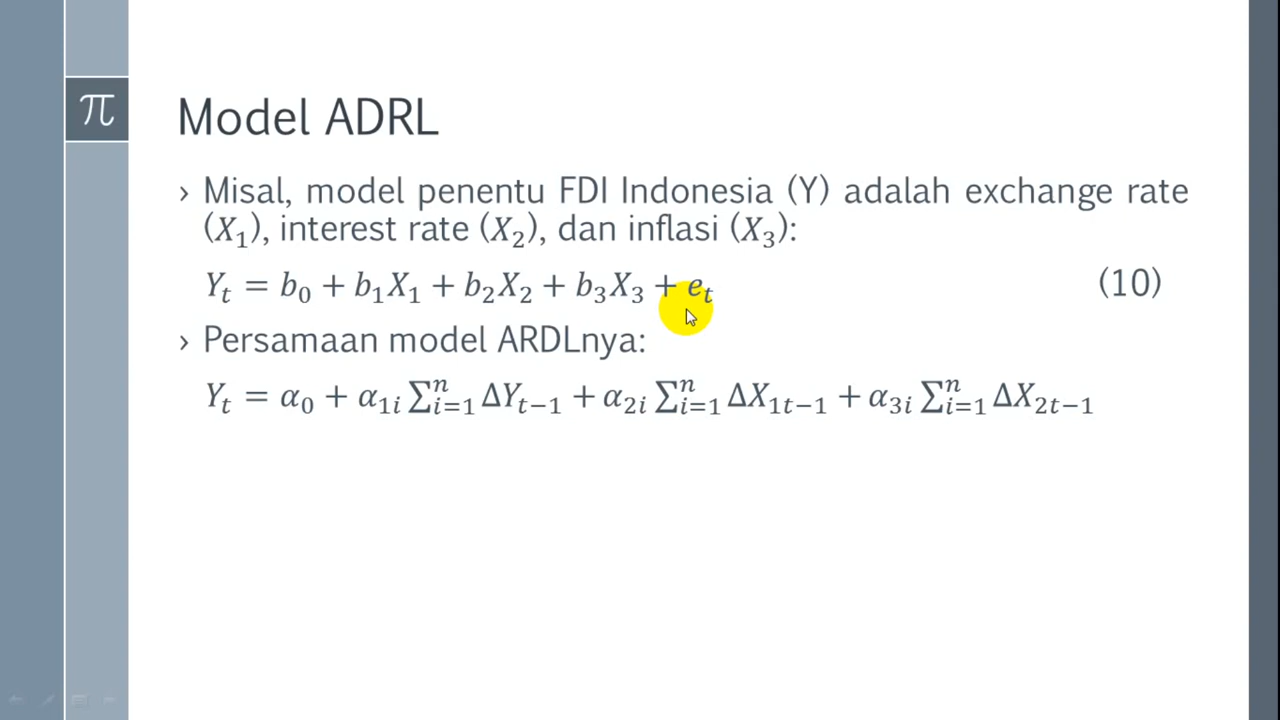 π
Model ADRL
› Misal, model penentu FDI Indonesia (Y) adalah exchange rate
(X₁), interest rate (X₂), dan inflasi (X₃):
Yₜ = b₀ + b₁X₁ + b₂X₂ + b₃X₃ + eₜ (10)
› Persamaan model ARDLnya:
Yₜ = α₀ + α₁ᵢ ∑ⁿᵢ₌₁ ΔYₜ₋₁ + α₂ᵢ ∑ⁿᵢ₌₁ ΔX₁ₜ₋₁ + α₃ᵢ ∑ⁿᵢ₌₁ ΔX₂ₜ₋₁